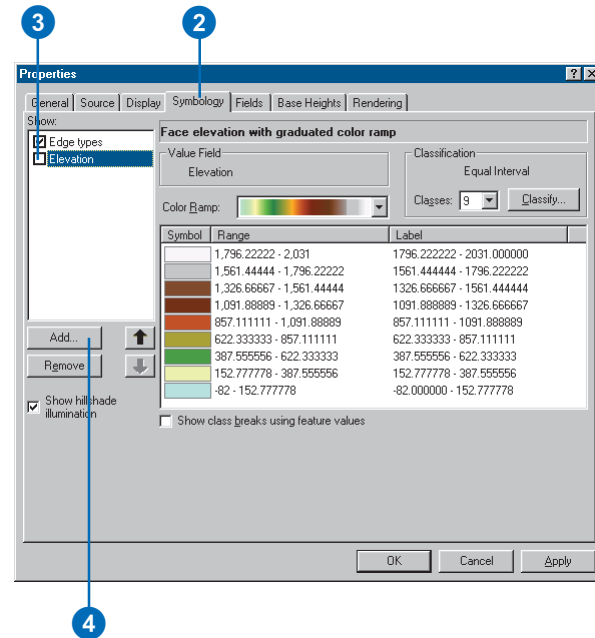 3 2
Properties
General Source Display Symbology Fields Base Heights Rendering
Show:
Edge types
Elevation
Face elevation with graduated color ramp
Value Field
Elevation
Classification
Equal Interval
Color Ramp:
Classes: 9 Classify...
Symbol Range Label
1,796.22222 - 2,031 1796.222222 - 2031.000000
1,561.44444 - 1,796.22222 1561.444444 - 1796.222222
1,326.66667 - 1,561.44444 1326.666667 - 1561.444444
1,091.88889 - 1,326.66667 1091.888889 - 1326.666667
857.111111 - 1,091.88889 857.111111 - 1091.888889
622.333333 - 857.111111 622.333333 - 857.111111
387.555556 - 622.333333 387.555556 - 622.333333
152.777778 - 387.555556 152.777778 - 387.555556
-82 - 152.777778 -82.000000 - 152.777778
Add...
Remove
Show hillshade
illumination
Show class breaks using feature values
OK Cancel Apply
4